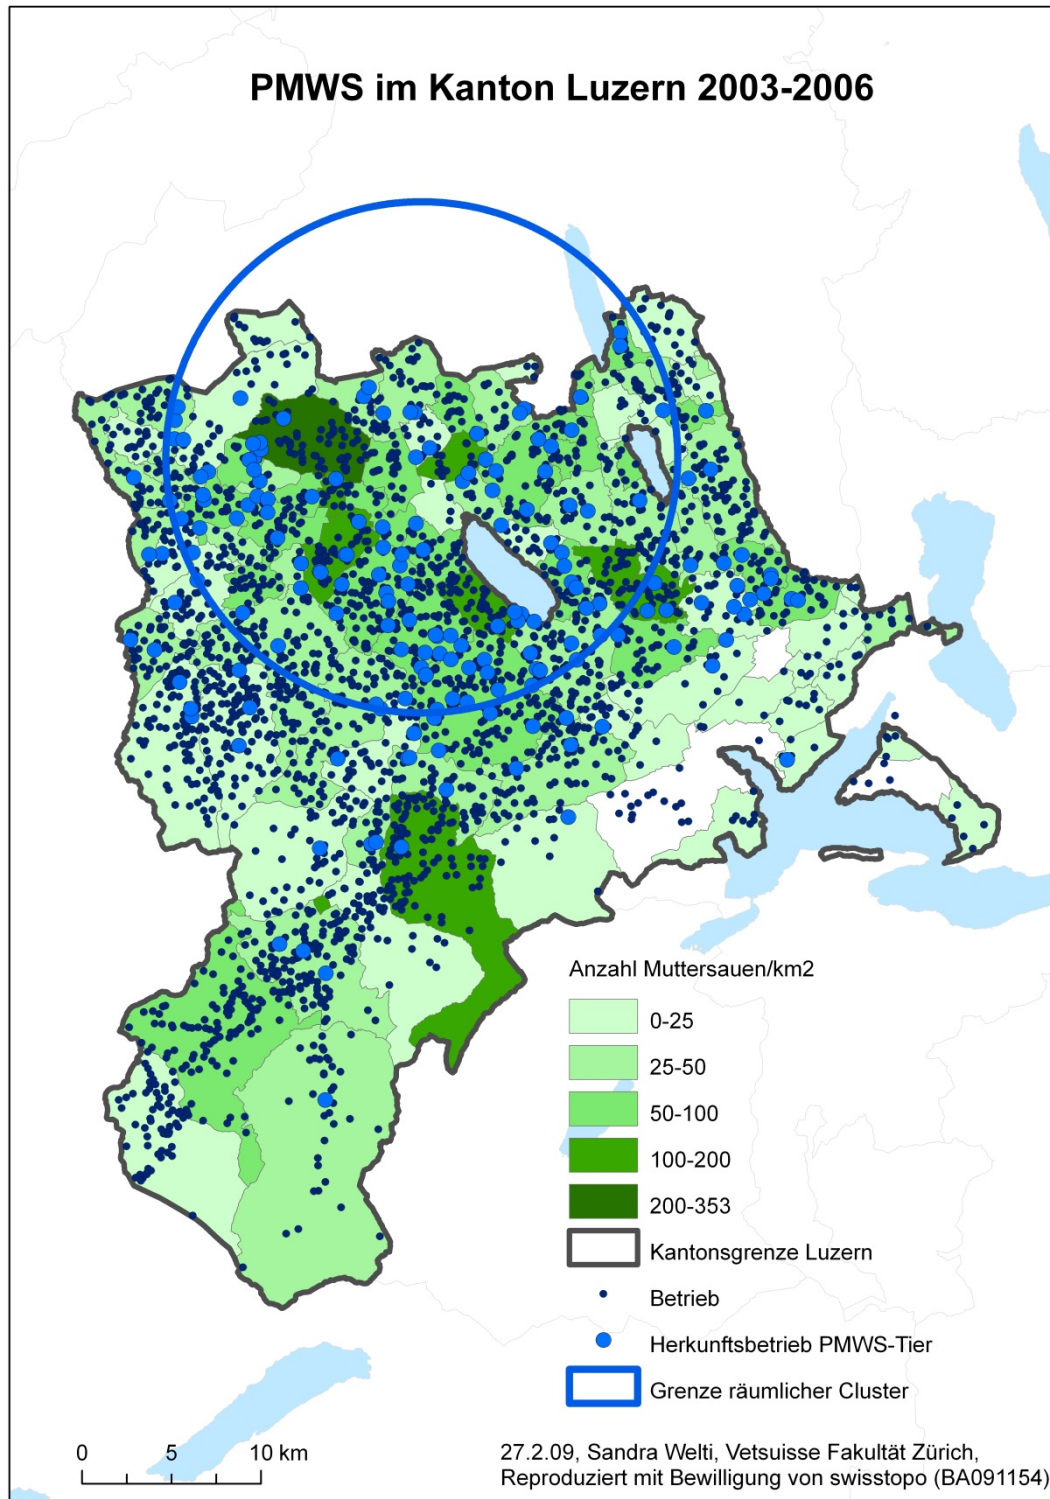 PMWS im Kanton Luzern 2003-2006
Anzahl Muttersauen/km2
0-25
25-50
50-100
100-200
200-353
Kantonsgrenze Luzern
Betrieb
Herkunftsbetrieb PMWS-Tier
Grenze räumlicher Cluster
0 5 10 km
27.2.09, Sandra Welti, Vetsuisse Fakultät Zürich,
Reproduziert mit Bewilligung von swisstopo (BA091154)